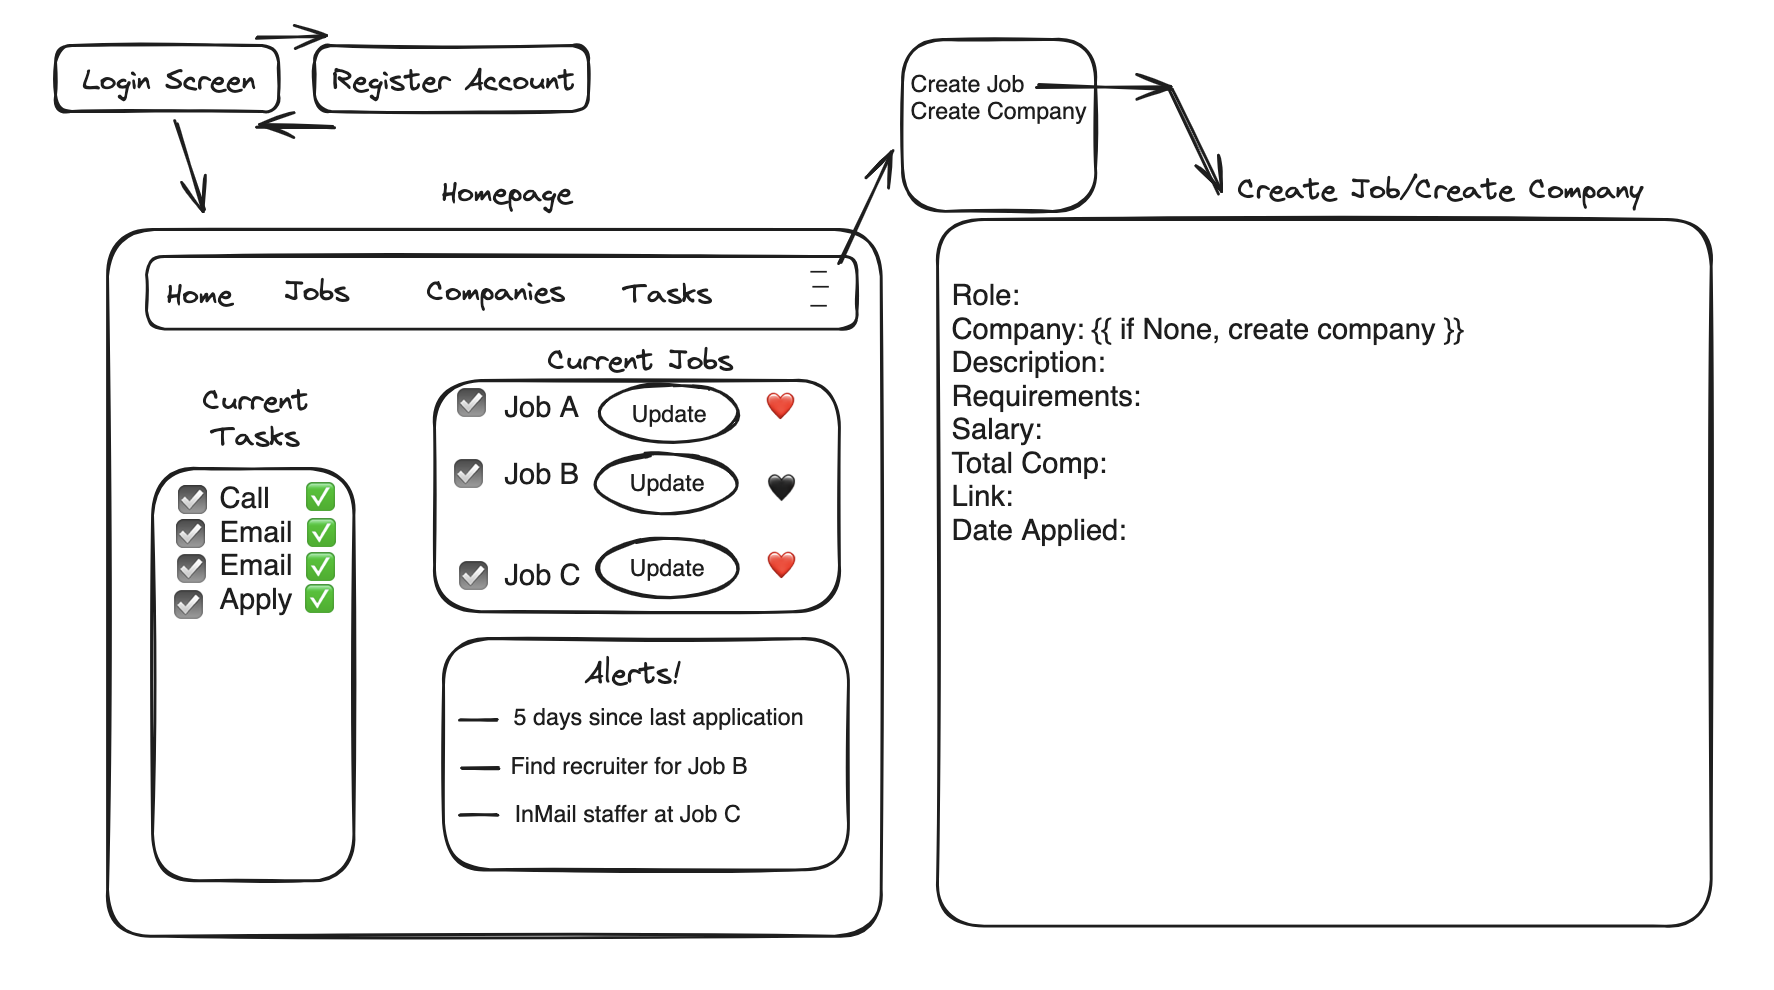 Login Screen
Register Account
Create Job
Create Company
Homepage
Create Job/Create Company
Home
Jobs
Companies
Tasks
Current Tasks
Call
Email
Email
Apply
Current Jobs
Job A
Update
Job B
Update
Job C
Update
Alerts!
5 days since last application
Find recruiter for Job B
InMail staffer at Job C
Role:
Company: {{ if None, create company }}
Description:
Requirements:
Salary:
Total Comp:
Link:
Date Applied: